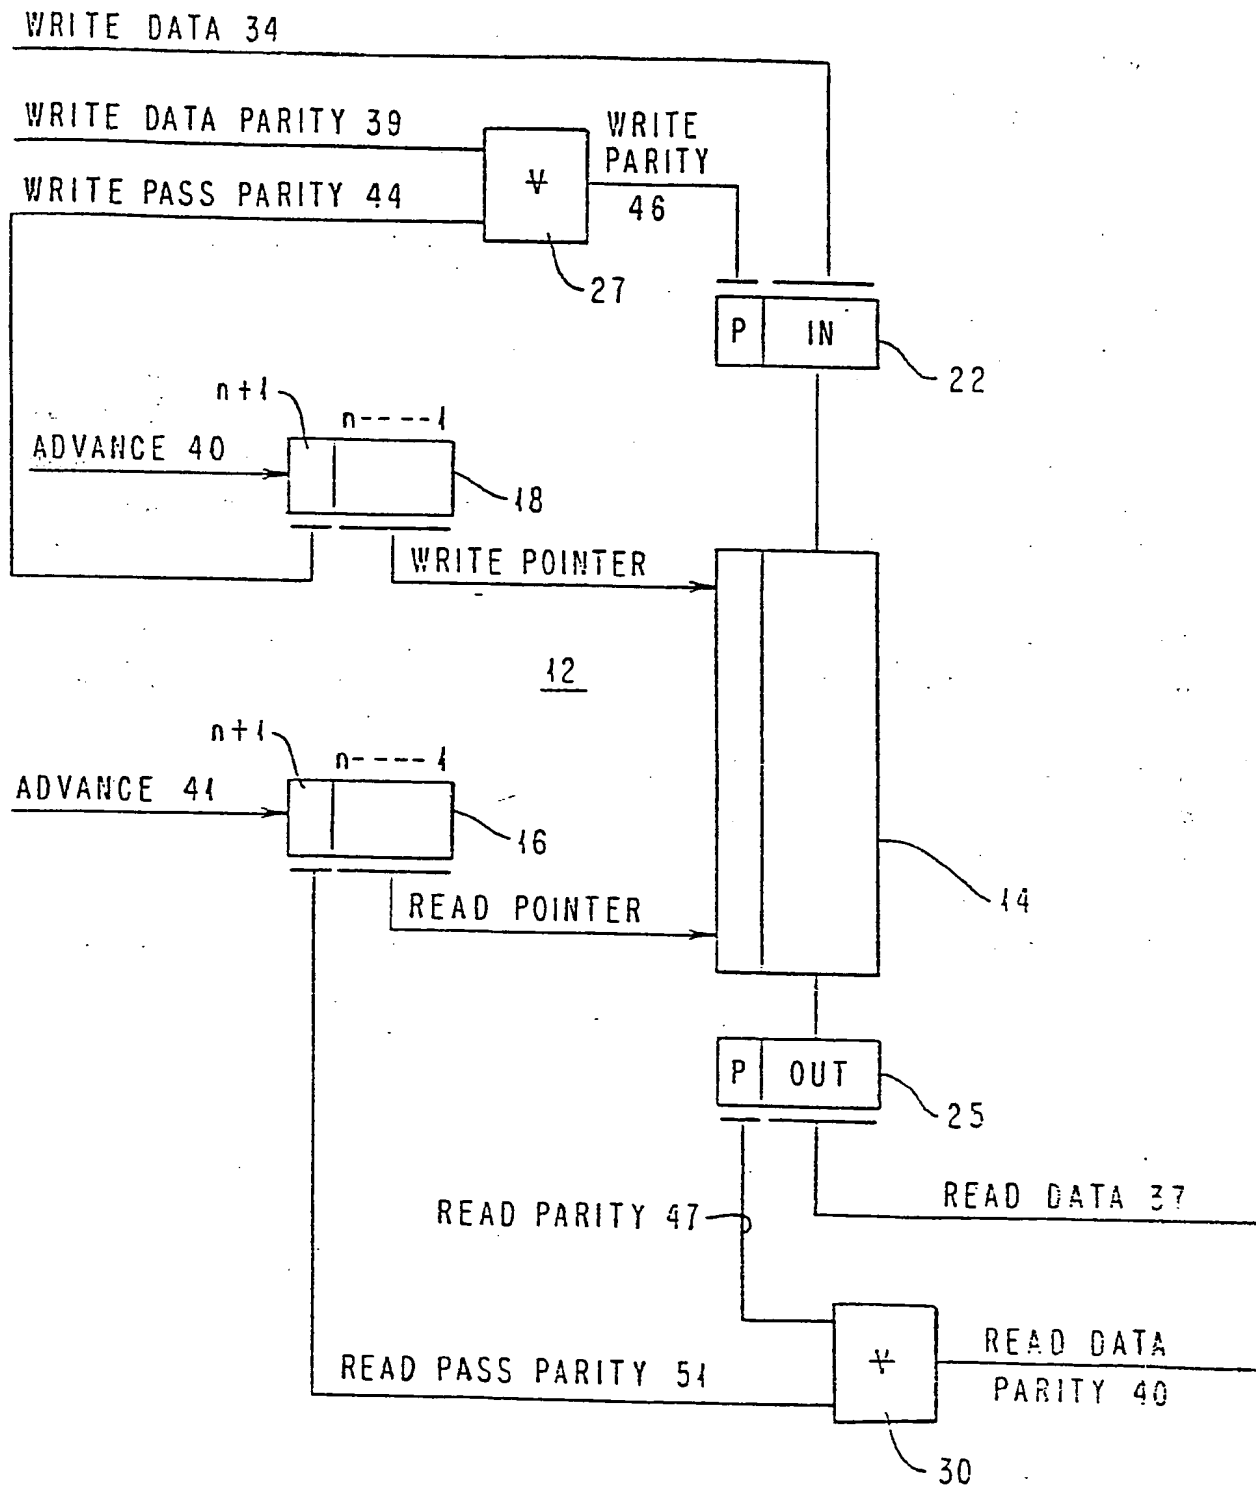 WRITE DATA 34
WRITE DATA PARITY 39
WRITE
PARITY
46
WRITE PASS PARITY 44
∀
27
P IN
22
n+1
n----1
ADVANCE 40
18
WRITE POINTER
12
n+1
n----1
ADVANCE 41
16
READ POINTER
14
P OUT
25
READ DATA 37
READ PARITY 47
READ DATA
PARITY 40
READ PASS PARITY 51
∀
30